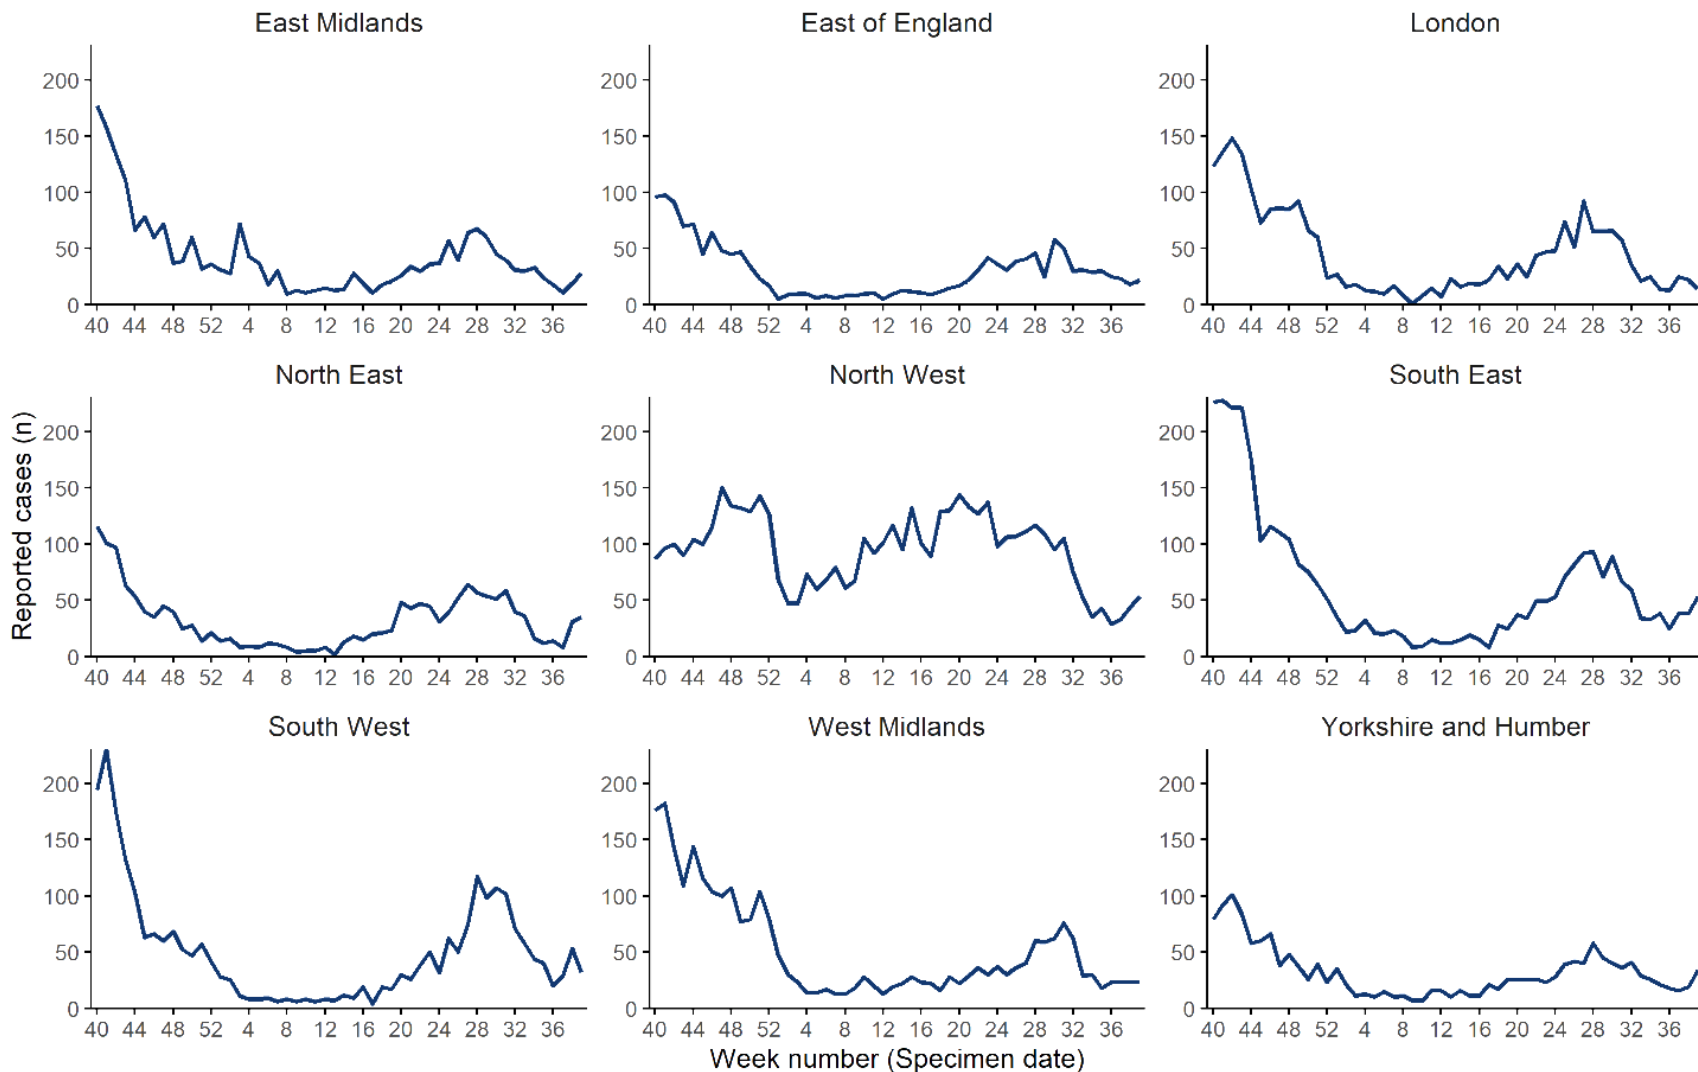 East Midlands
East of England
London
200
150
100
50
0
40 44 48 52 4 8 12 16 20 24 28 32 36
200
150
100
50
0
40 44 48 52 4 8 12 16 20 24 28 32 36
200
150
100
50
0
40 44 48 52 4 8 12 16 20 24 28 32 36
North East
North West
South East
Reported cases (n)
200
150
100
50
0
40 44 48 52 4 8 12 16 20 24 28 32 36
200
150
100
50
0
40 44 48 52 4 8 12 16 20 24 28 32 36
200
150
100
50
0
40 44 48 52 4 8 12 16 20 24 28 32 36
South West
West Midlands
Yorkshire and Humber
200
150
100
50
0
40 44 48 52 4 8 12 16 20 24 28 32 36
200
150
100
50
0
40 44 48 52 4 8 12 16 20 24 28 32 36
200
150
100
50
0
40 44 48 52 4 8 12 16 20 24 28 32 36
Week number (Specimen date)